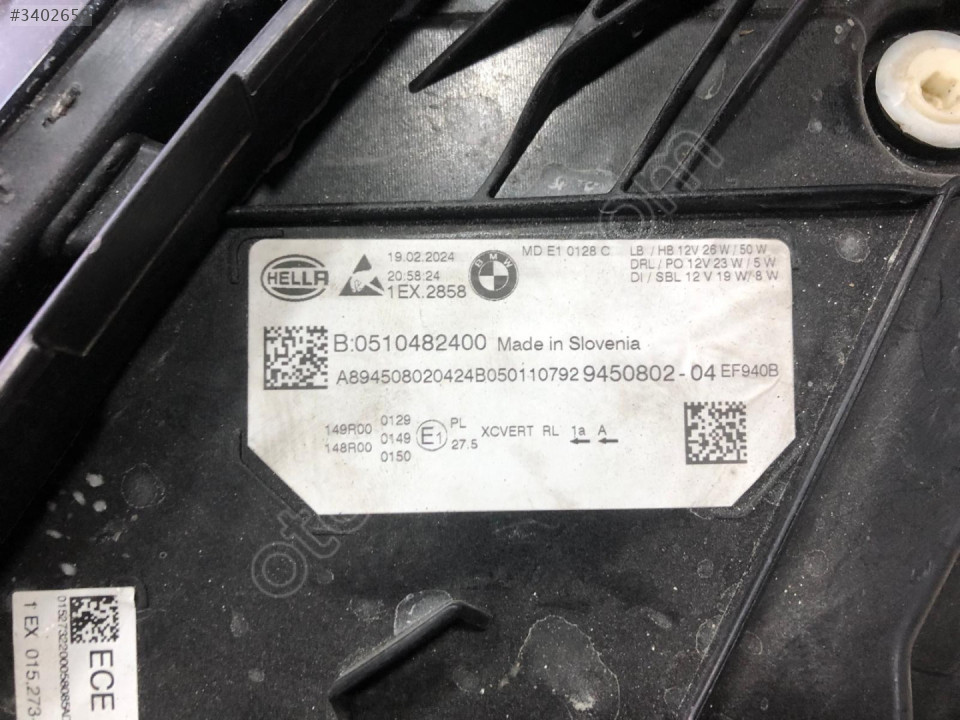 #340265
HELLA
19.02.2024
20:58:24
1EX.2858
BMW
MD E1 0128 C
LB / HB 12V 26 W / 50 W
DRL / PO 12V 23 W / 5 W
DI / SBL 12 V 19 W/ 8 W
B:0510482400 Made in Slovenia
A894508020424B050110792 9450802 - 04 EF940B
149R00 0129
148R00 0149
0150
E1
PL
27.5
XCVERT RL 1a A
ECE
1 EX 015.273-